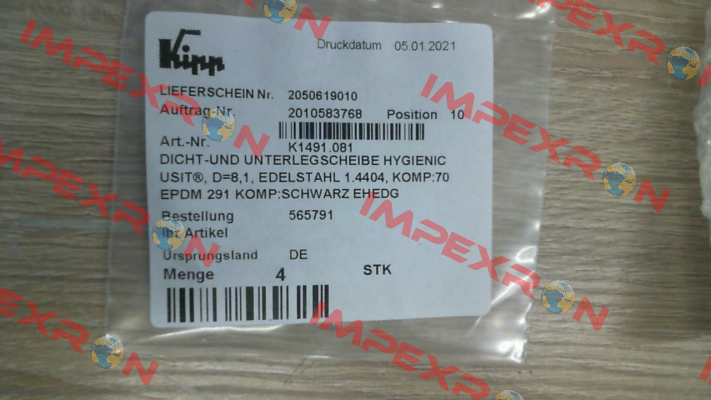 Kipp
Druckdatum 05.01.2021
LIEFERSCHEIN Nr. 2050619010
Auftrag-Nr. 2010583768 Position 10
Art.-Nr. K1491.081
DICHT-UND UNTERLEGSCHEIBE HYGIENIC
USIT®, D=8,1, EDELSTAHL 1.4404, KOMP:70
EPDM 291 KOMP:SCHWARZ EHEDG
Bestellung 565791
Ihr Artikel
Ursprungsland DE
Menge 4 STK
IMPEXRON
IMPEXRON
IMPEXRON
IMPEXRON
IMPEXRON